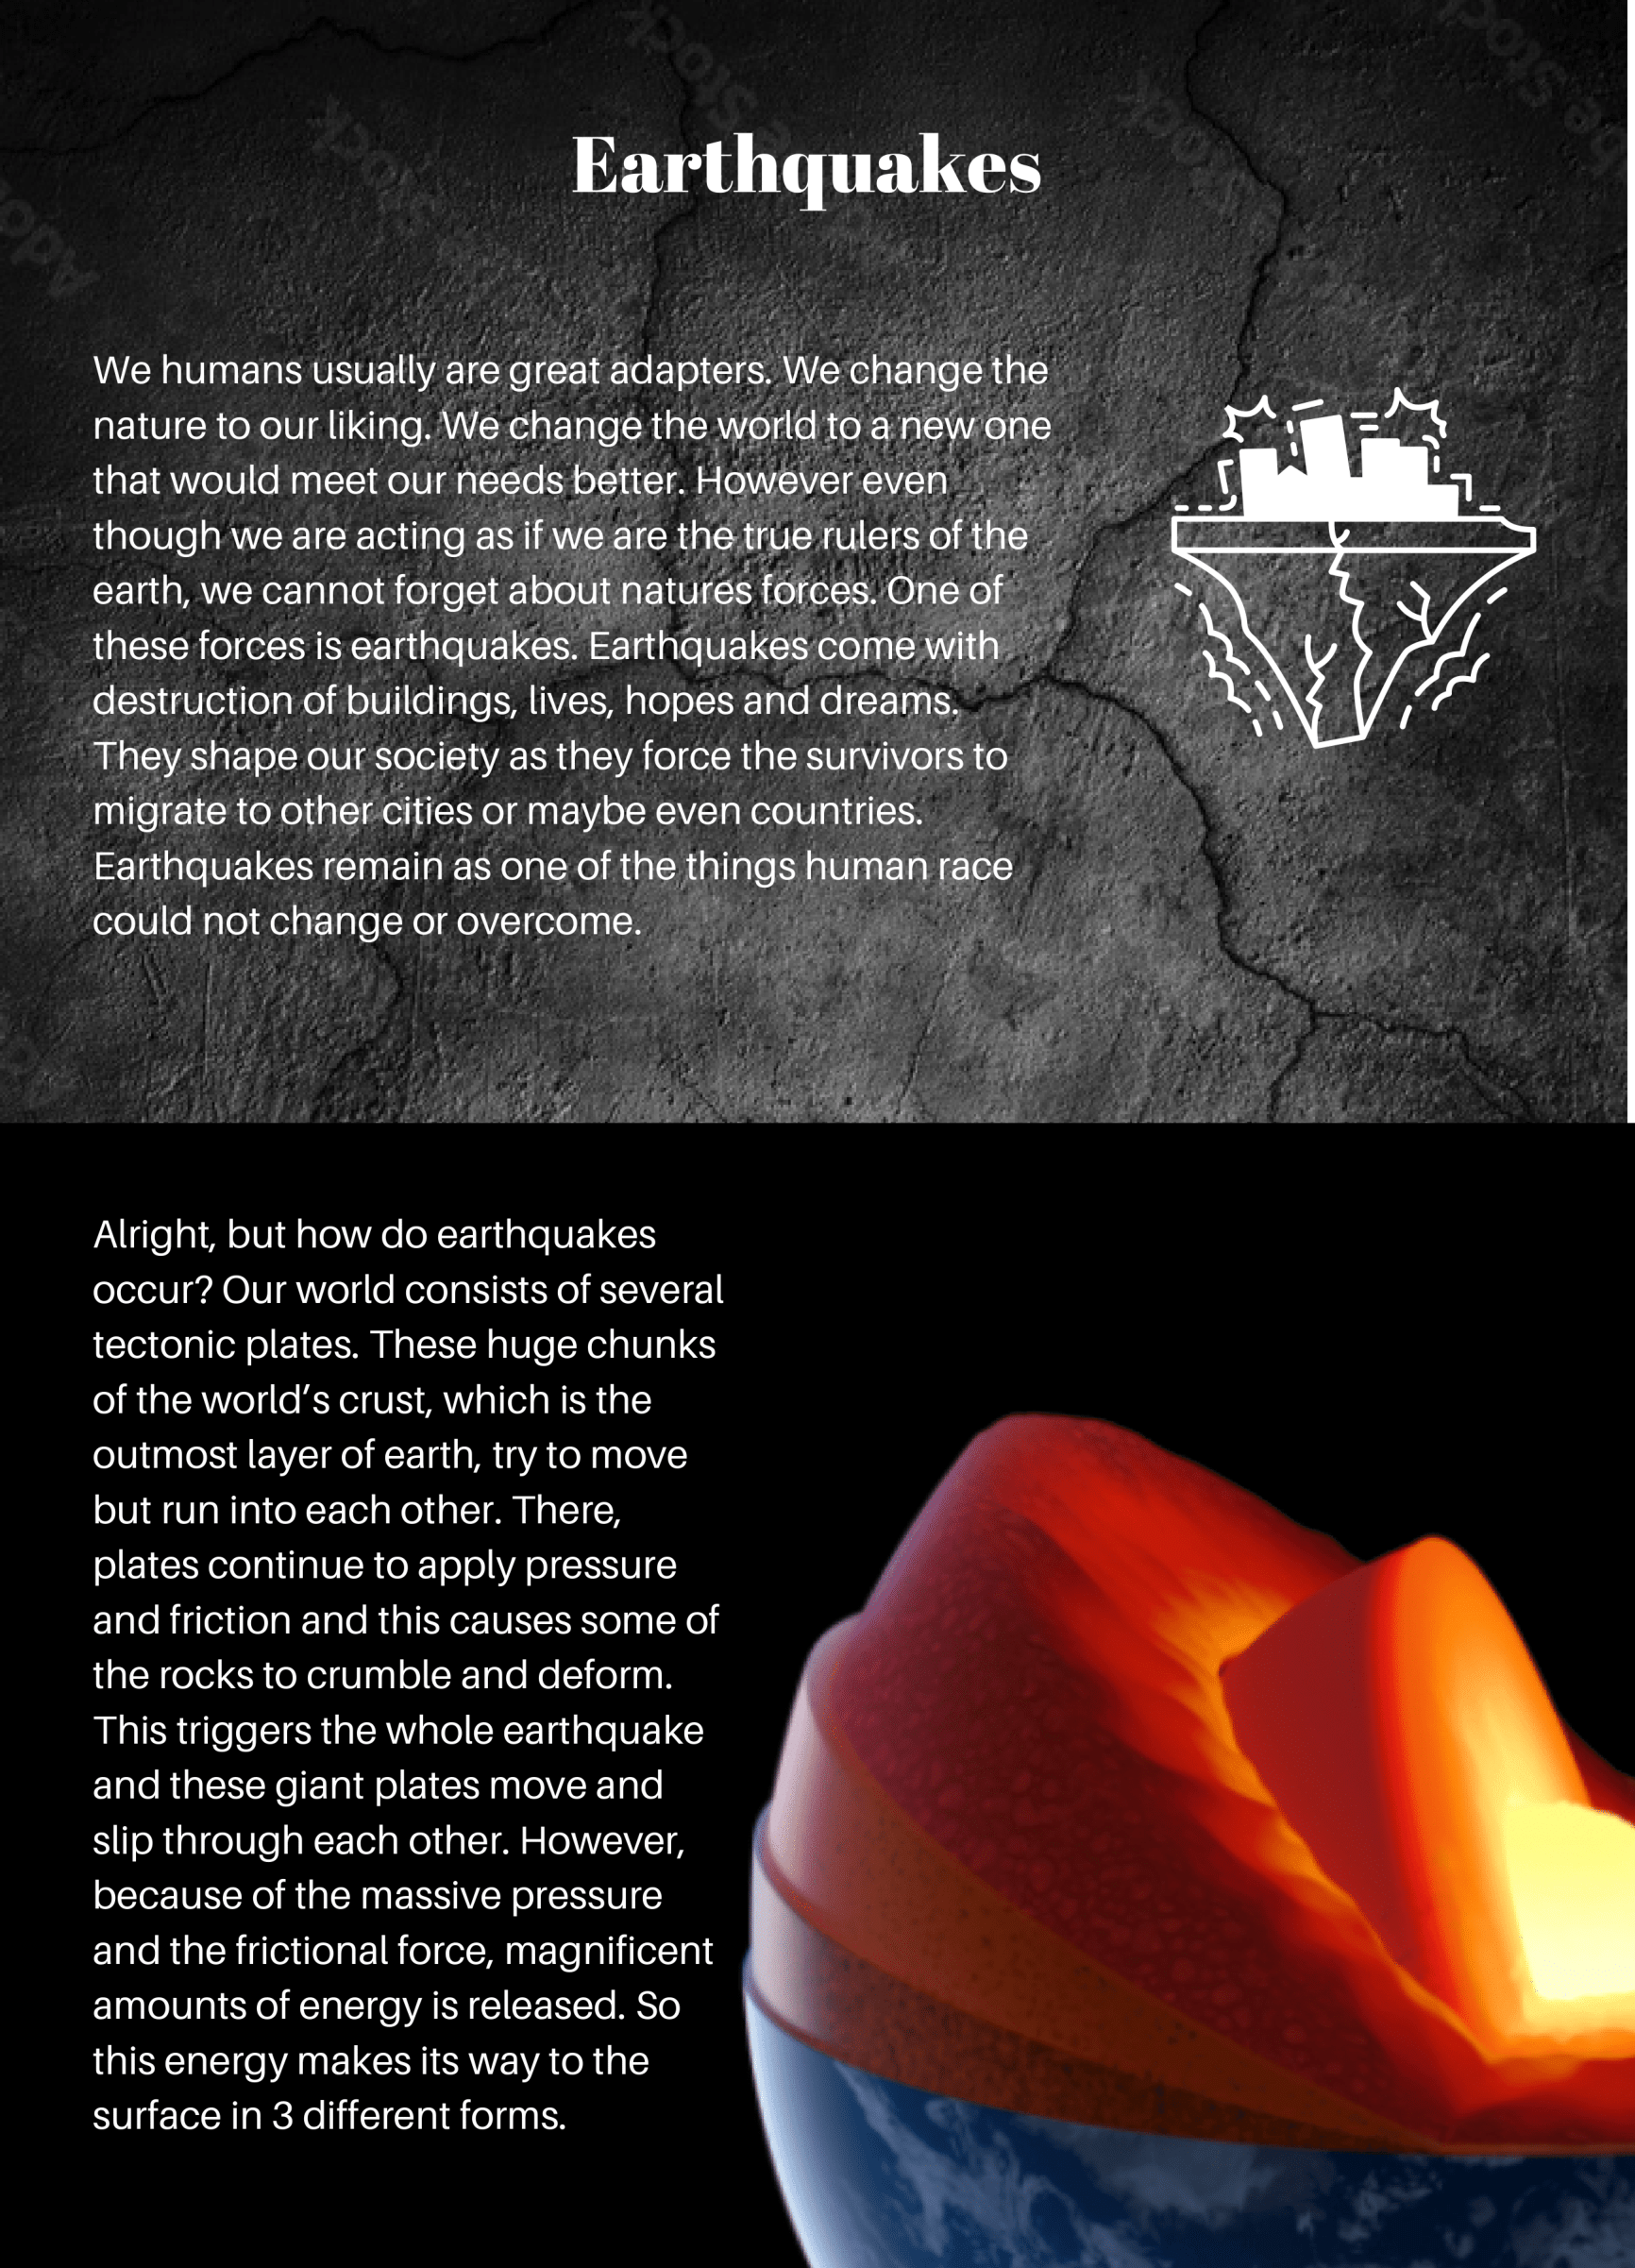 Earthquakes
We humans usually are great adapters. We change the
nature to our liking. We change the world to a new one
that would meet our needs better. However even
though we are acting as if we are the true rulers of the
earth, we cannot forget about natures forces. One of
these forces is earthquakes. Earthquakes come with
destruction of buildings, lives, hopes and dreams.
They shape our society as they force the survivors to
migrate to other cities or maybe even countries.
Earthquakes remain as one of the things human race
could not change or overcome.
Alright, but how do earthquakes
occur? Our world consists of several
tectonic plates. These huge chunks
of the world’s crust, which is the
outmost layer of earth, try to move
but run into each other. There,
plates continue to apply pressure
and friction and this causes some of
the rocks to crumble and deform.
This triggers the whole earthquake
and these giant plates move and
slip through each other. However,
because of the massive pressure
and the frictional force, magnificent
amounts of energy is released. So
this energy makes its way to the
surface in 3 different forms.